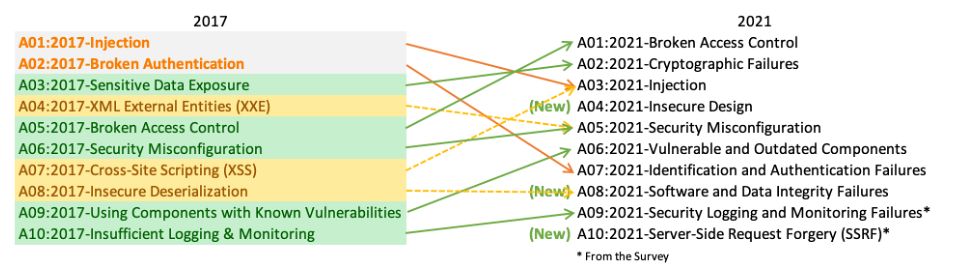 2017 2021
A01:2017-Injection A01:2021-Broken Access Control
A02:2017-Broken Authentication A02:2021-Cryptographic Failures
A03:2017-Sensitive Data Exposure A03:2021-Injection
A04:2017-XML External Entities (XXE) (New) A04:2021-Insecure Design
A05:2017-Broken Access Control A05:2021-Security Misconfiguration
A06:2017-Security Misconfiguration A06:2021-Vulnerable and Outdated Components
A07:2017-Cross-Site Scripting (XSS) A07:2021-Identification and Authentication Failures
A08:2017-Insecure Deserialization (New) A08:2021-Software and Data Integrity Failures
A09:2017-Using Components with Known Vulnerabilities A09:2021-Security Logging and Monitoring Failures*
A10:2017-Insufficient Logging & Monitoring (New) A10:2021-Server-Side Request Forgery (SSRF)*
* From the Survey